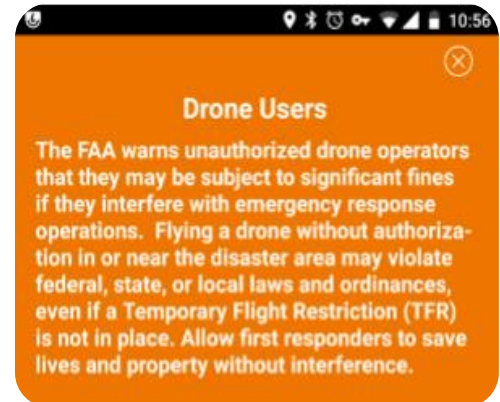 10:56
Drone Users
The FAA warns unauthorized drone operators
that they may be subject to significant fines
if they interfere with emergency response
operations.  Flying a drone without authoriza-
tion in or near the disaster area may violate
federal, state, or local laws and ordinances,
even if a Temporary Flight Restriction (TFR)
is not in place. Allow first responders to save
lives and property without interference.